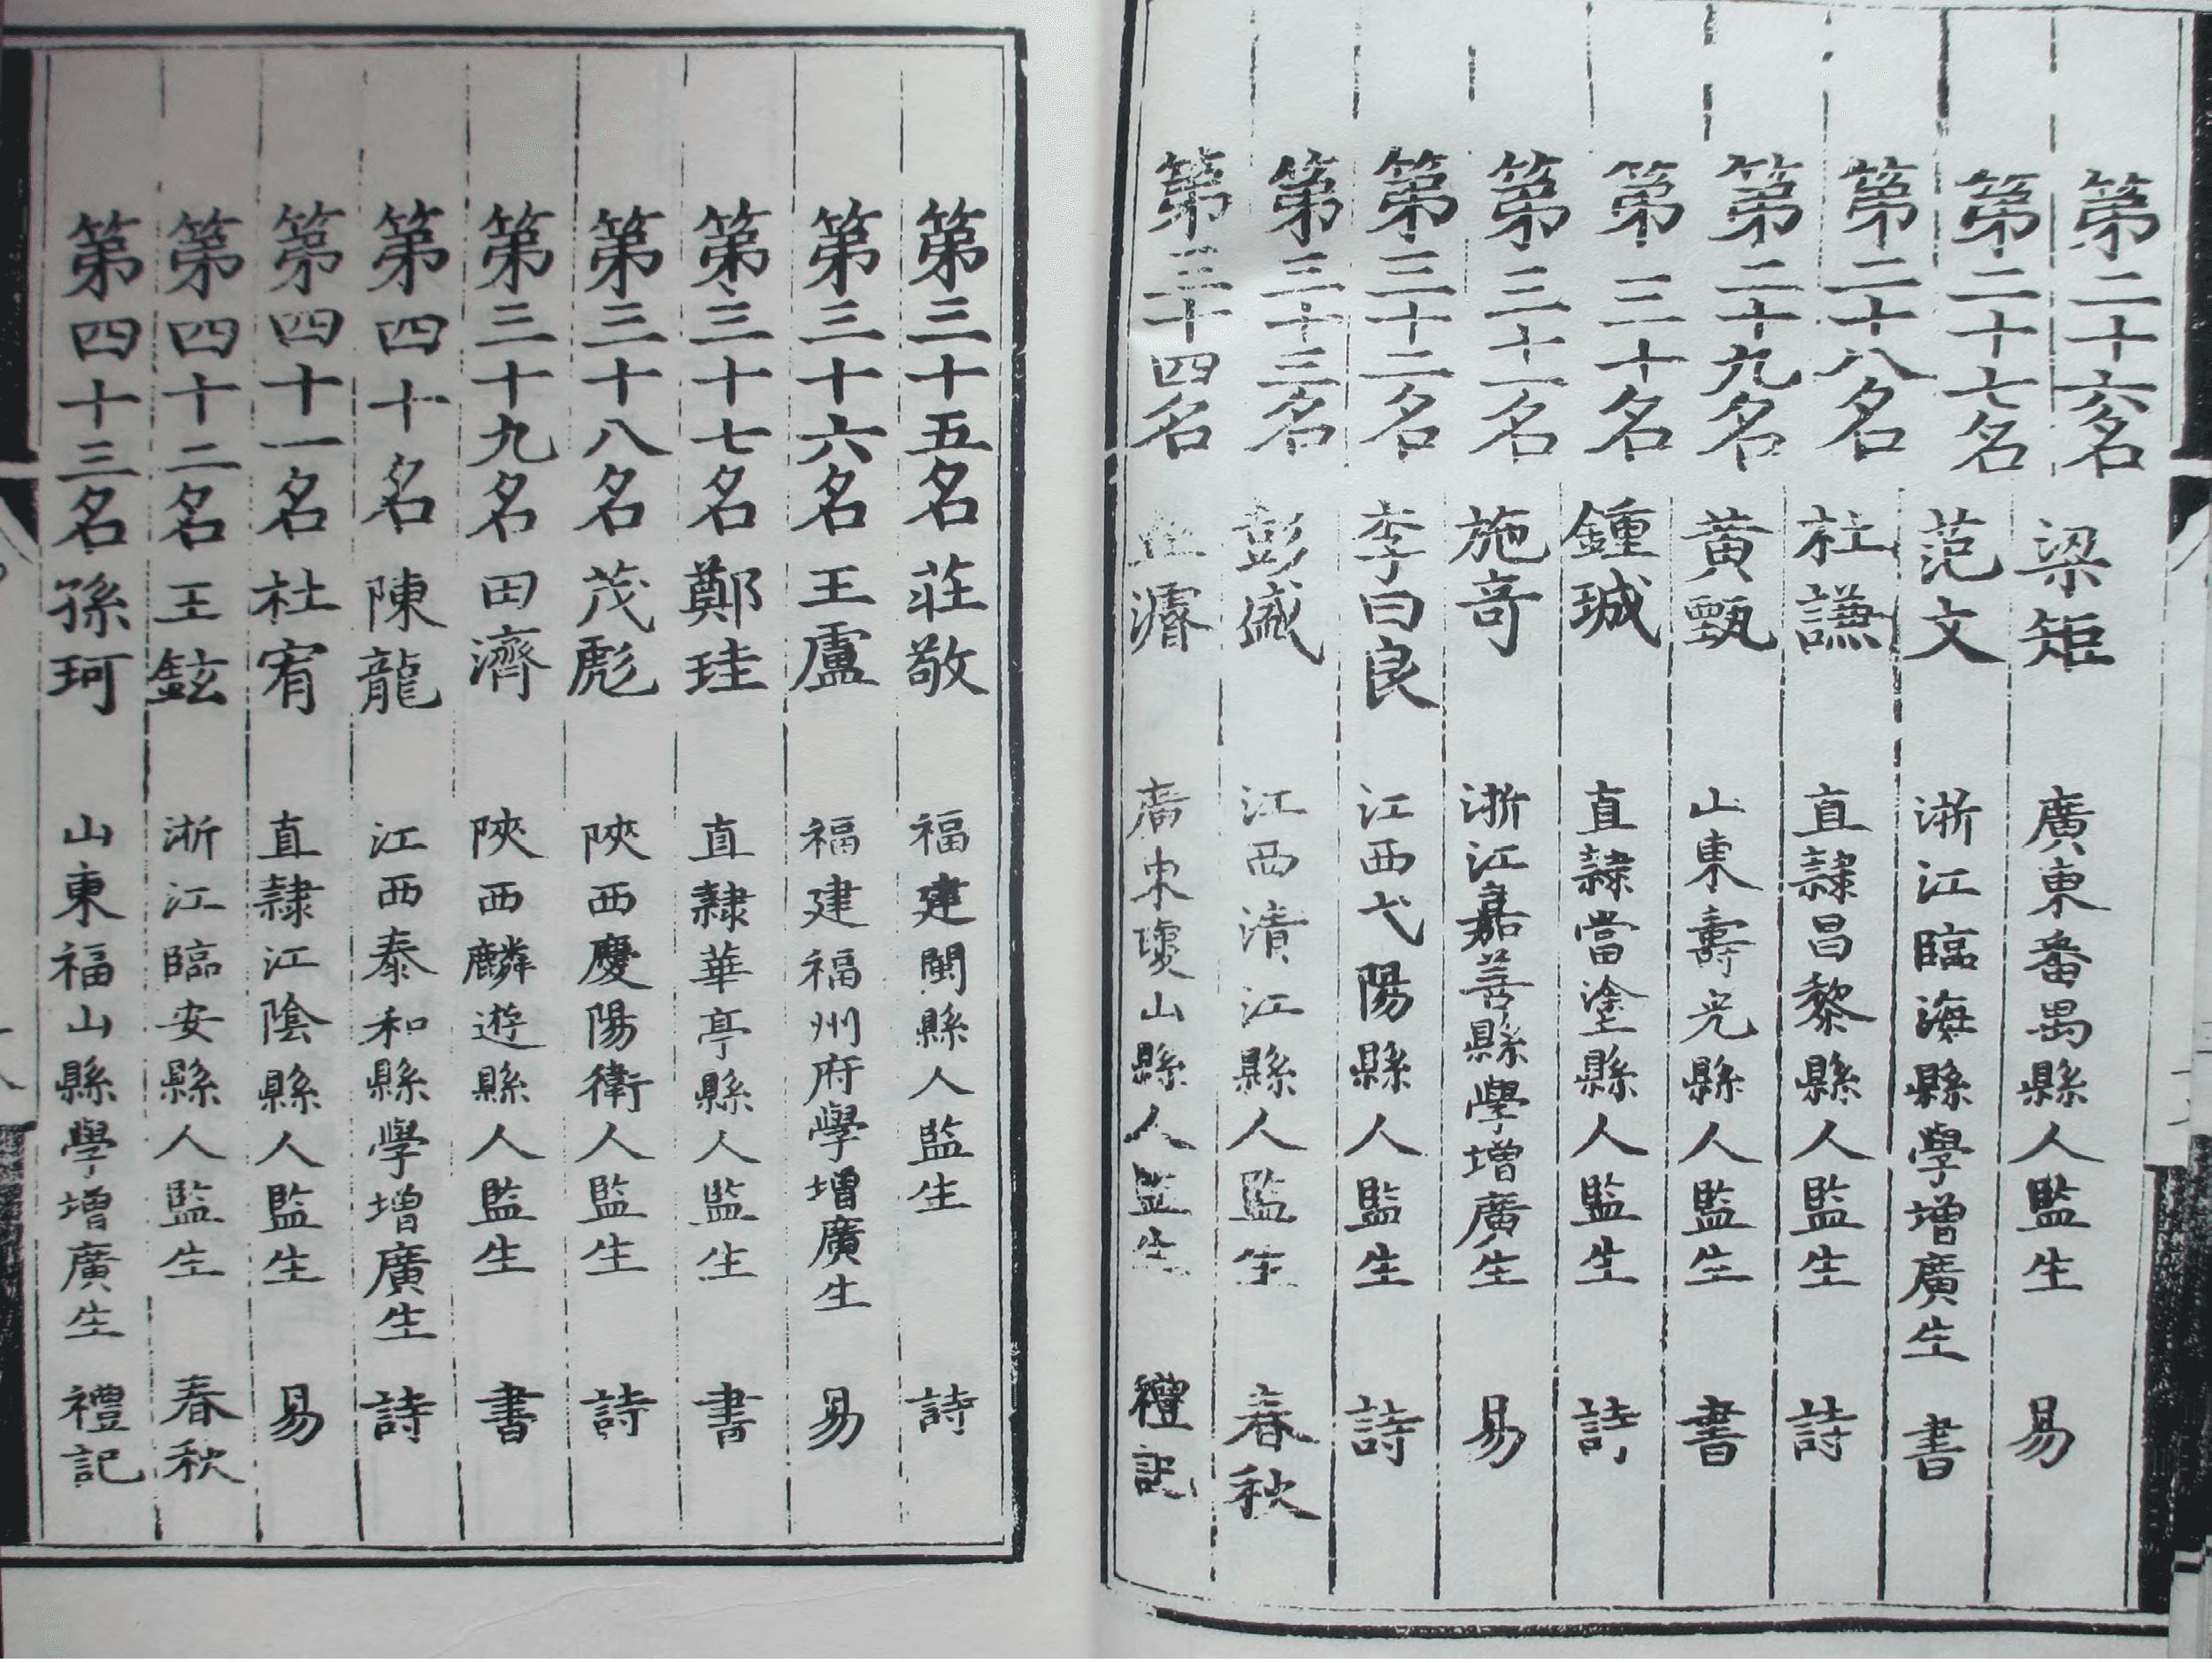 第二十六名 梁矩 廣東番禺縣人監生 易
第二十七名 范文 浙江臨海縣學增廣生 書
第二十八名 杜謙 直隸昌黎縣人監生 詩
第二十九名 黃甄 山東壽光縣人監生 書
第三十名 鍾珹 直隸當塗縣人監生 詩
第三十一名 施奇 浙江嘉善縣學增廣生 易
第三十二名 李曰良 江西弋陽縣人監生 詩
第三十三名 彭盛 江西清江縣人監生 春秋
第三十四名 濬 廣東瓊山縣人監生 禮記
第三十五名 莊敬 福建閩縣人監生 詩
第三十六名 王盧 福建福州府學增廣生 易
第三十七名 鄭珪 直隸華亭縣人監生 書
第三十八名 茂彪 陝西慶陽衛人監生 詩
第三十九名 田濟 陝西麟遊縣人監生 書
第四十名 陳龍 江西泰和縣學增廣生 詩
第四十一名 杜宥 直隸江陰縣人監生 易
第四十二名 王鉉 浙江臨安縣人監生 春秋
第四十三名 孫珂 山東福山縣學增廣生 禮記